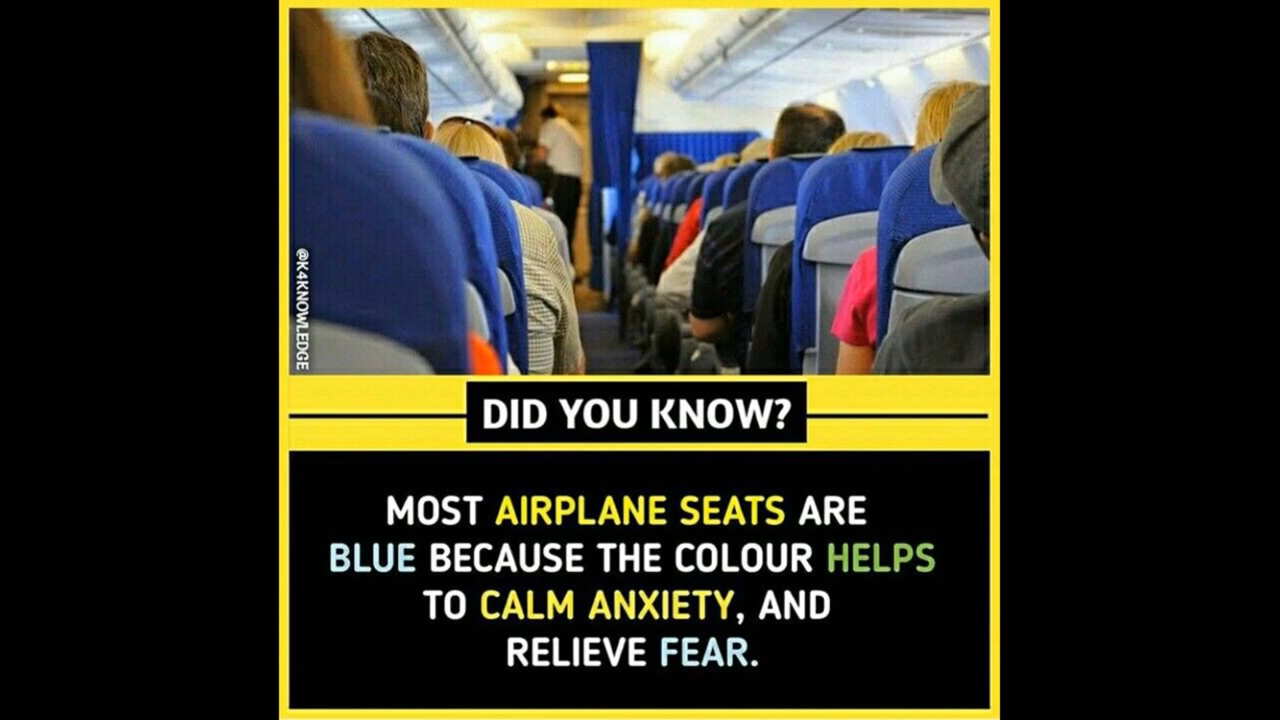 @K4KNOWLEDGE
DID YOU KNOW?
MOST AIRPLANE SEATS ARE
BLUE BECAUSE THE COLOUR HELPS
TO CALM ANXIETY, AND
RELIEVE FEAR.